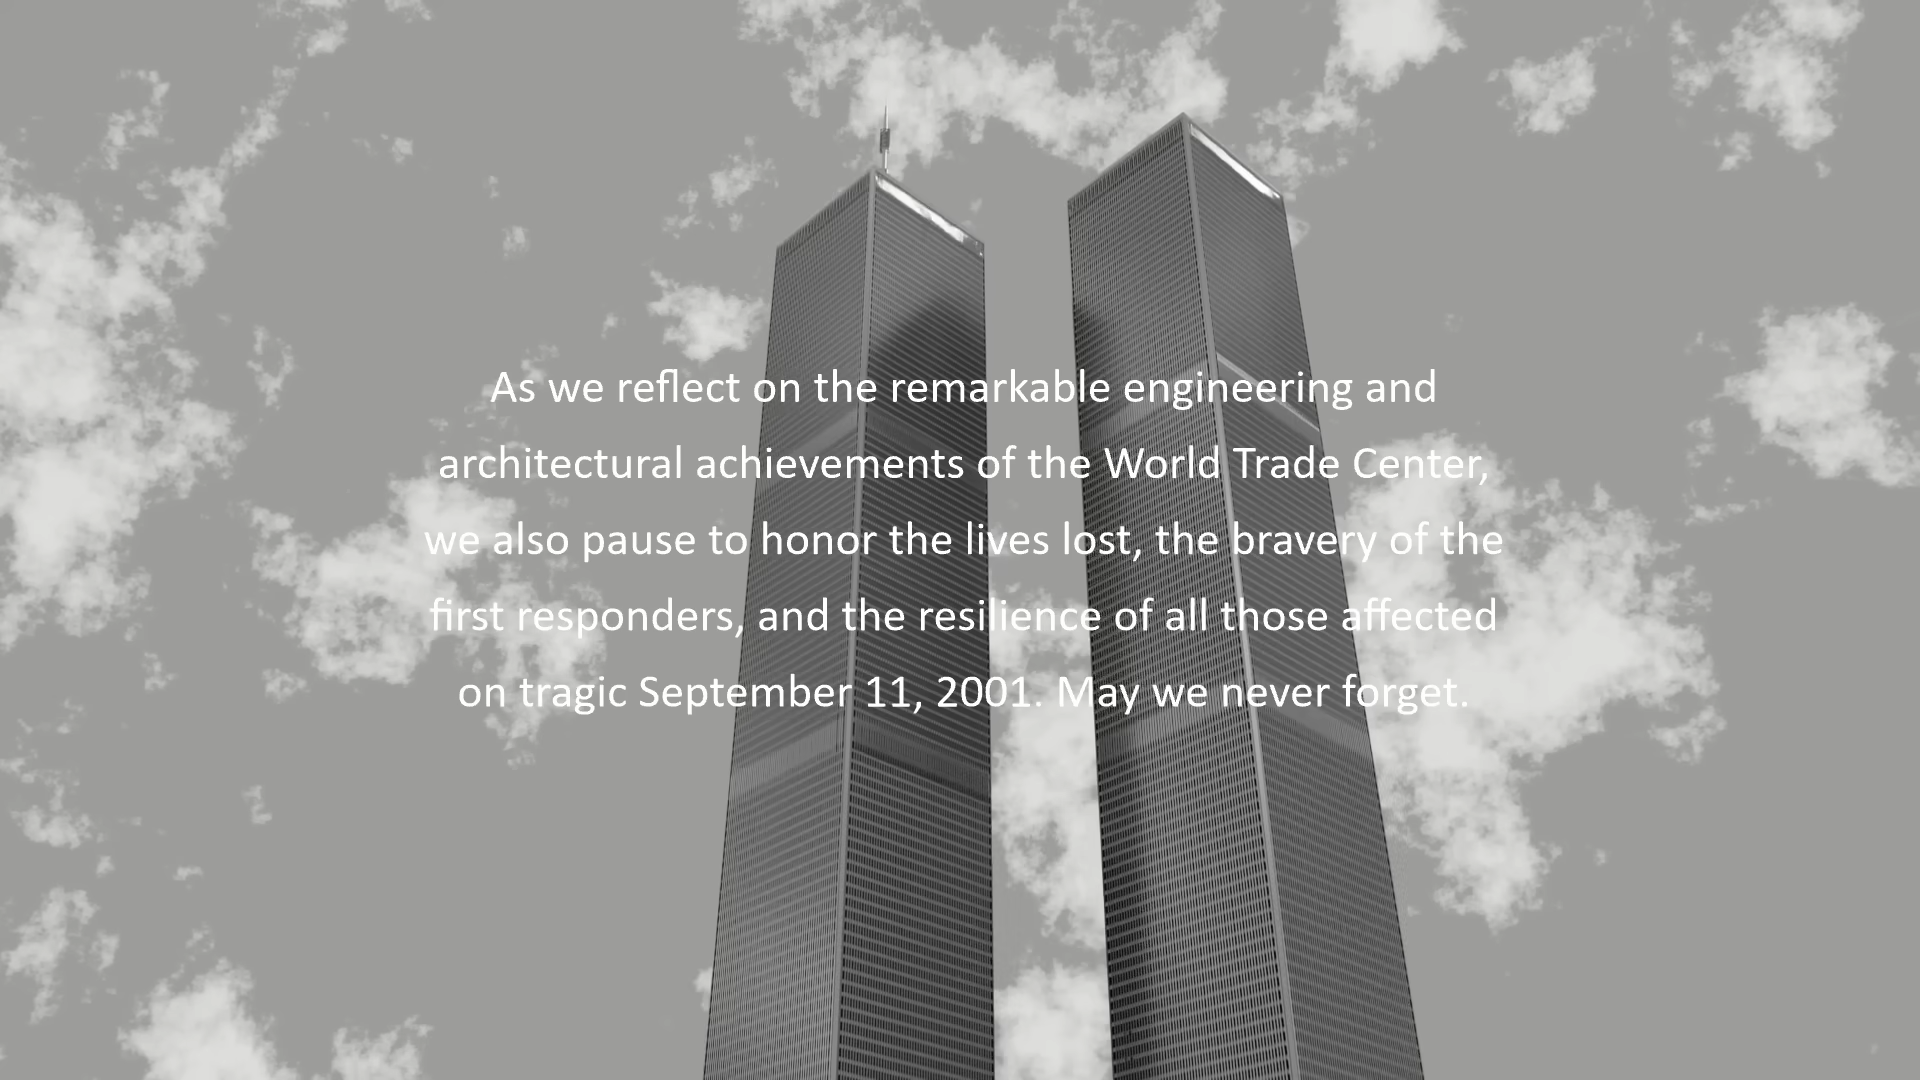 As we reflect on the remarkable engineering and
architectural achievements of the World Trade Center,
we also pause to honor the lives lost, the bravery of the
first responders, and the resilience of all those affected
on tragic September 11, 2001. May we never forget.